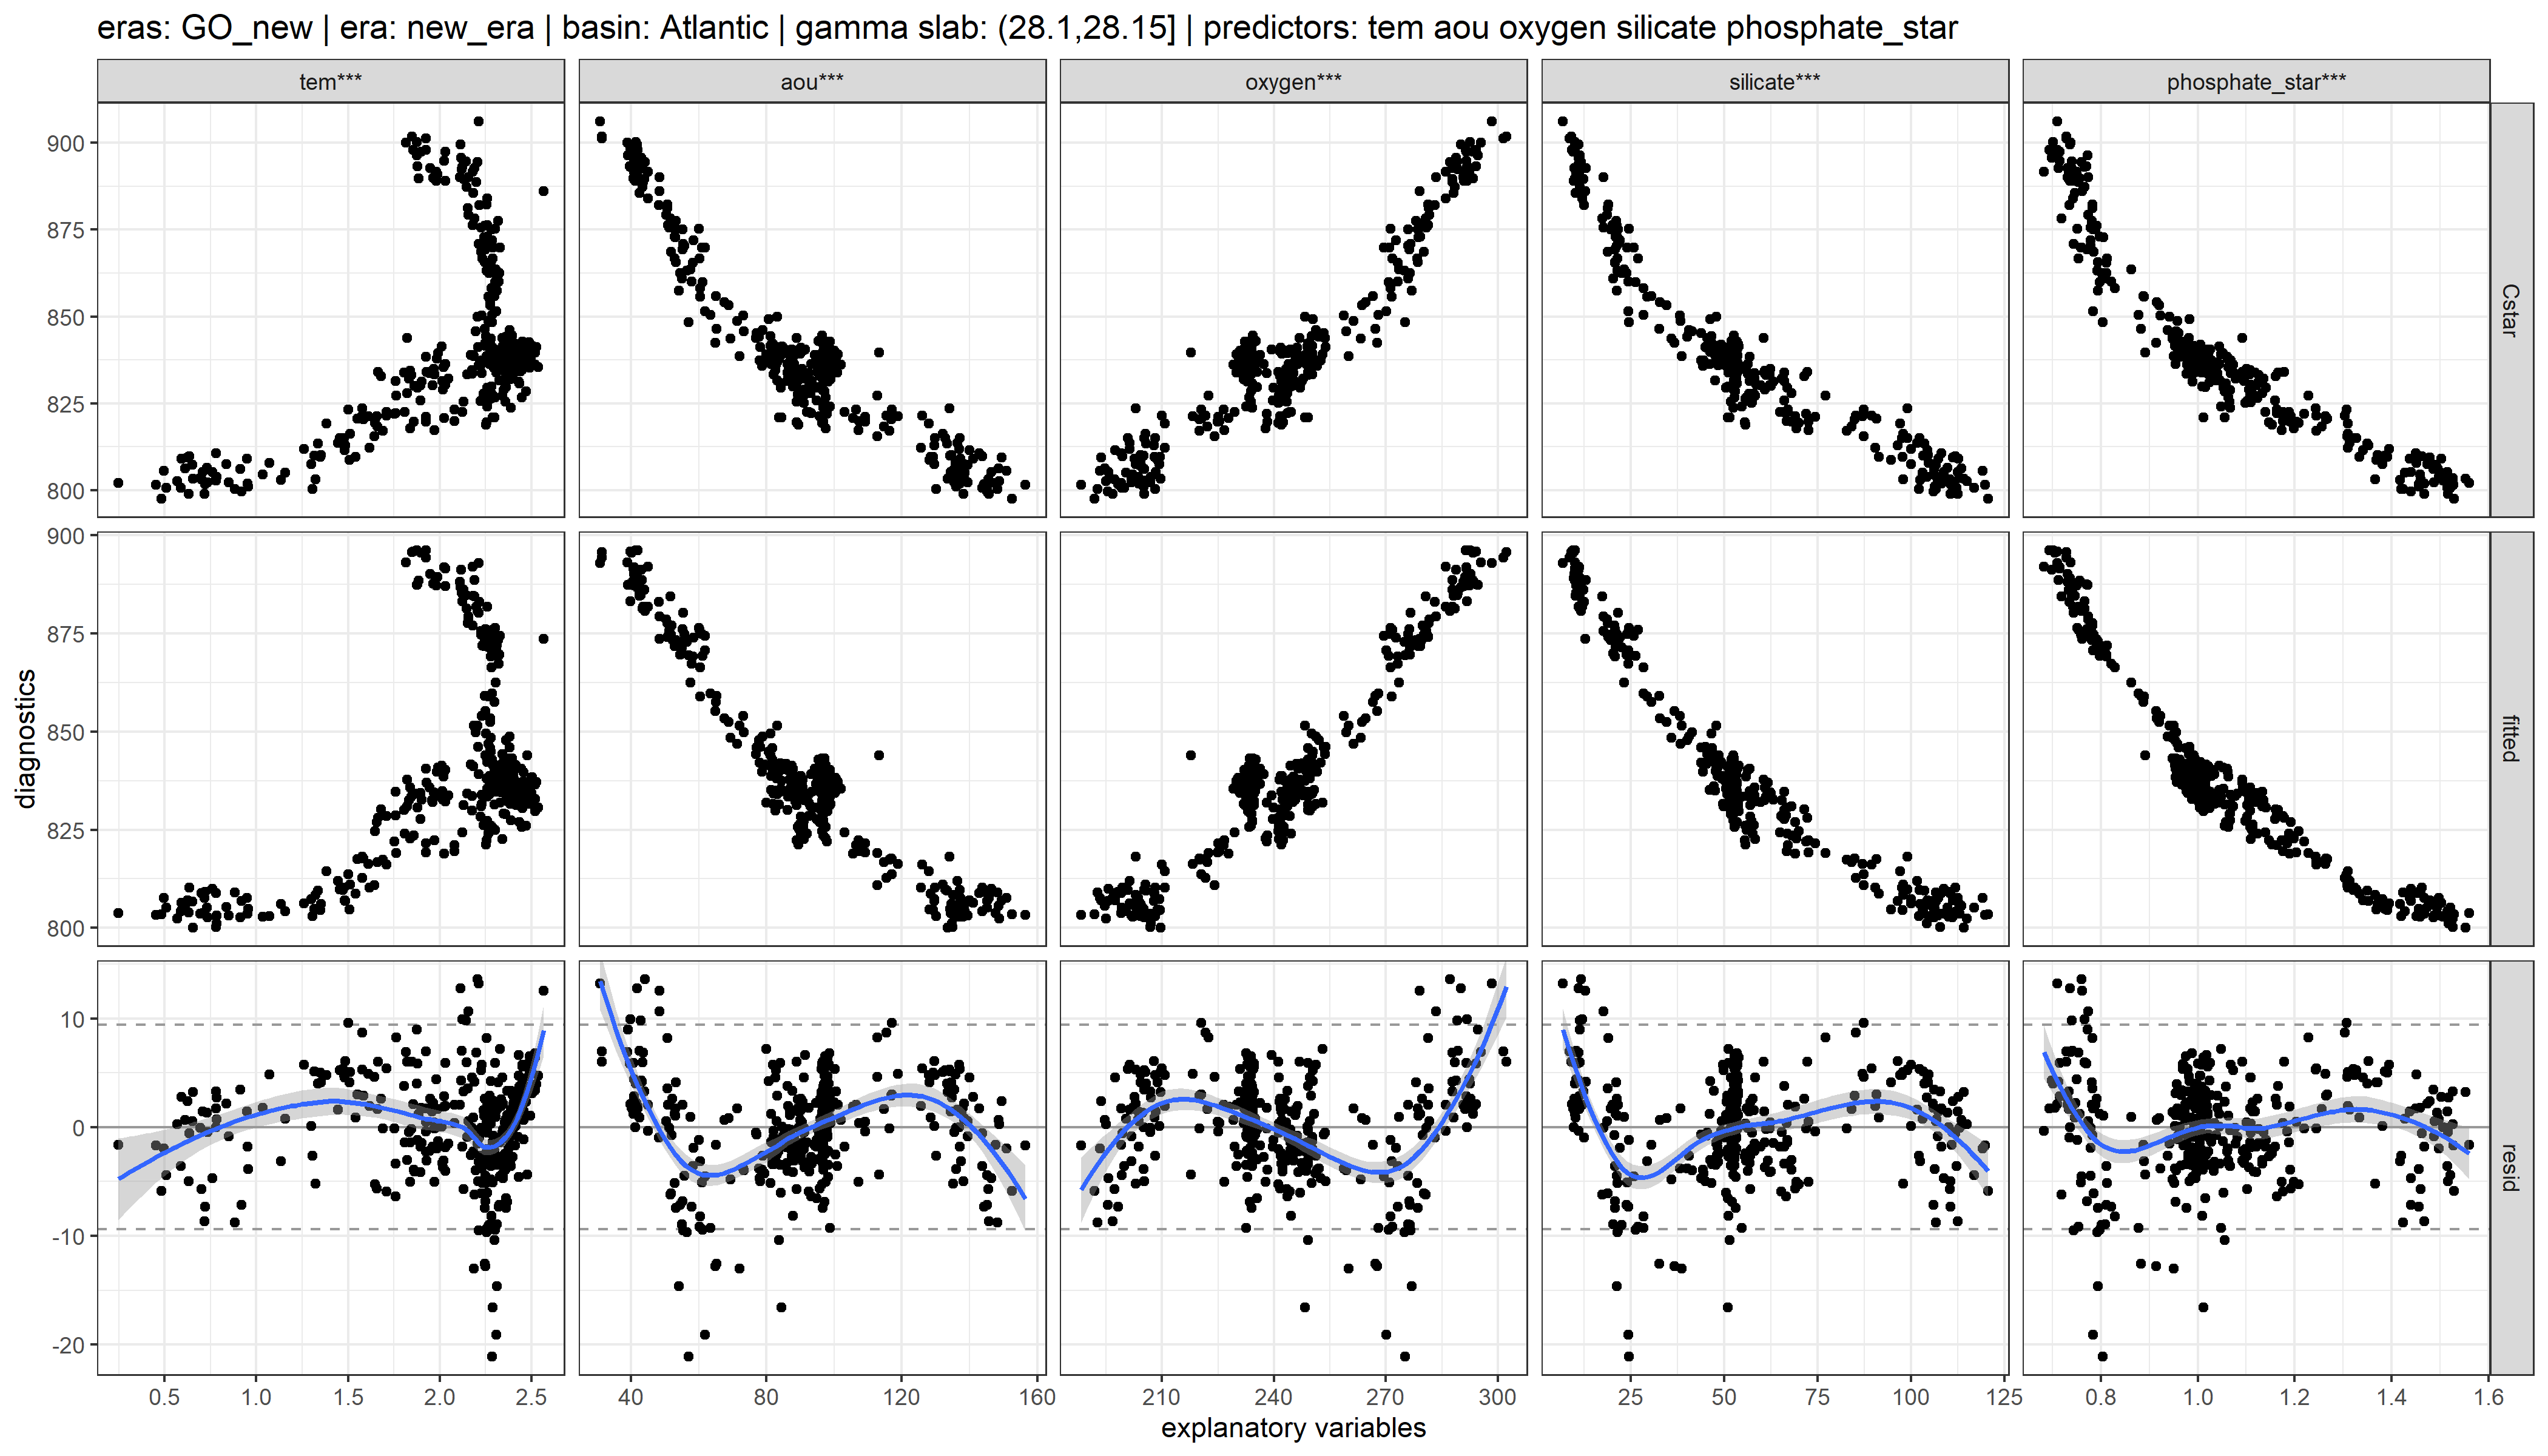 eras: GO_new | era: new_era | basin: Atlantic | gamma slab: (28.1,28.15] | predictors: tem aou oxygen silicate phosphate_star
tem*** aou*** oxygen*** silicate*** phosphate_star***
900
875
850
825
800
Cstar
900
875
850
825
800
fitted
diagnostics
10
0
-10
-20
resid
0.5 1.0 1.5 2.0 2.5 40 80 120 160 210 240 270 300 25 50 75 100 125 0.8 1.0 1.2 1.4 1.6
explanatory variables